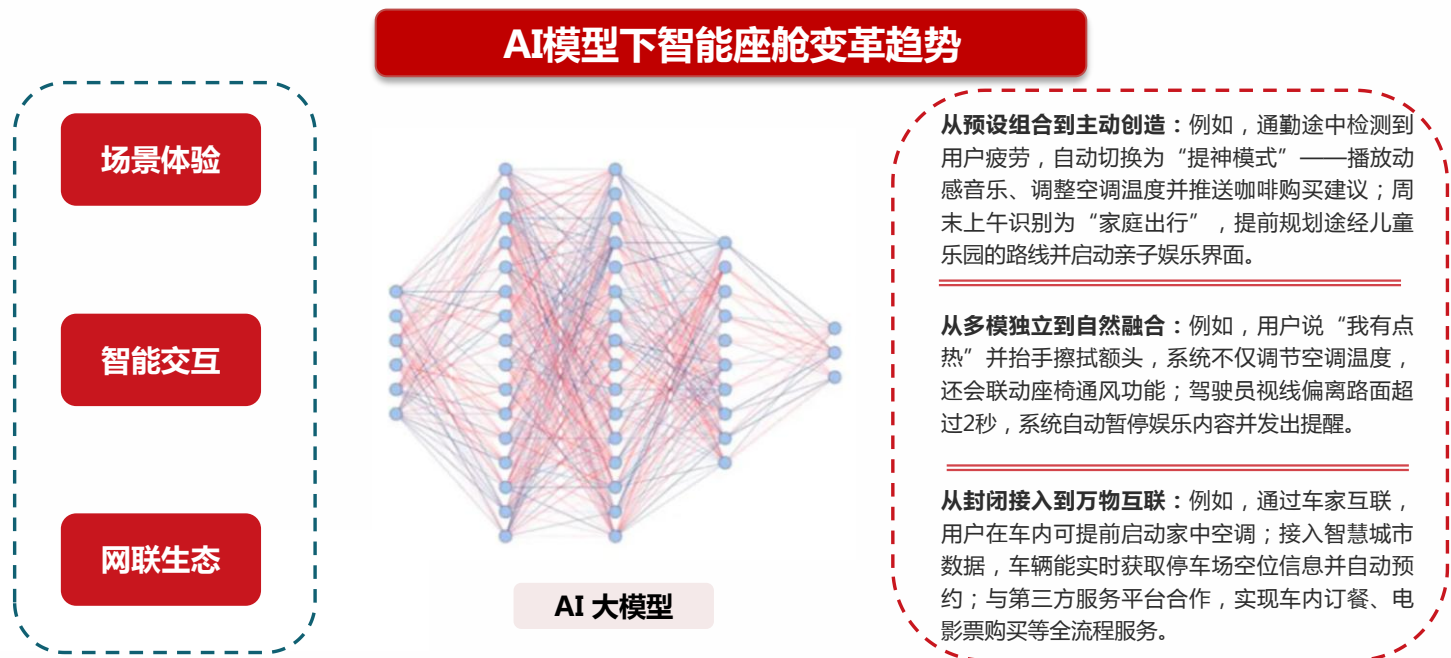 AI模型下智能座舱变革趋势
场景体验
智能交互
网联生态
AI 大模型
从预设组合到主动创造：例如，通勤途中检测到
用户疲劳，自动切换为“提神模式”——播放动
感音乐、调整空调温度并推送咖啡购买建议；周
末上午识别为“家庭出行”，提前规划途经儿童
乐园的路线并启动亲子娱乐界面。
从多模独立到自然融合：例如，用户说“我有点
热”并抬手擦拭额头，系统不仅调节空调温度，
还会联动座椅通风功能；驾驶员视线偏离路面超
过2秒，系统自动暂停娱乐内容并发出提醒。
从封闭接入到万物互联：例如，通过车家互联，
用户在车内可提前启动家中空调；接入智慧城市
数据，车辆能实时获取停车场空位信息并自动预
约；与第三方服务平台合作，实现车内订餐、电
影票购买等全流程服务。